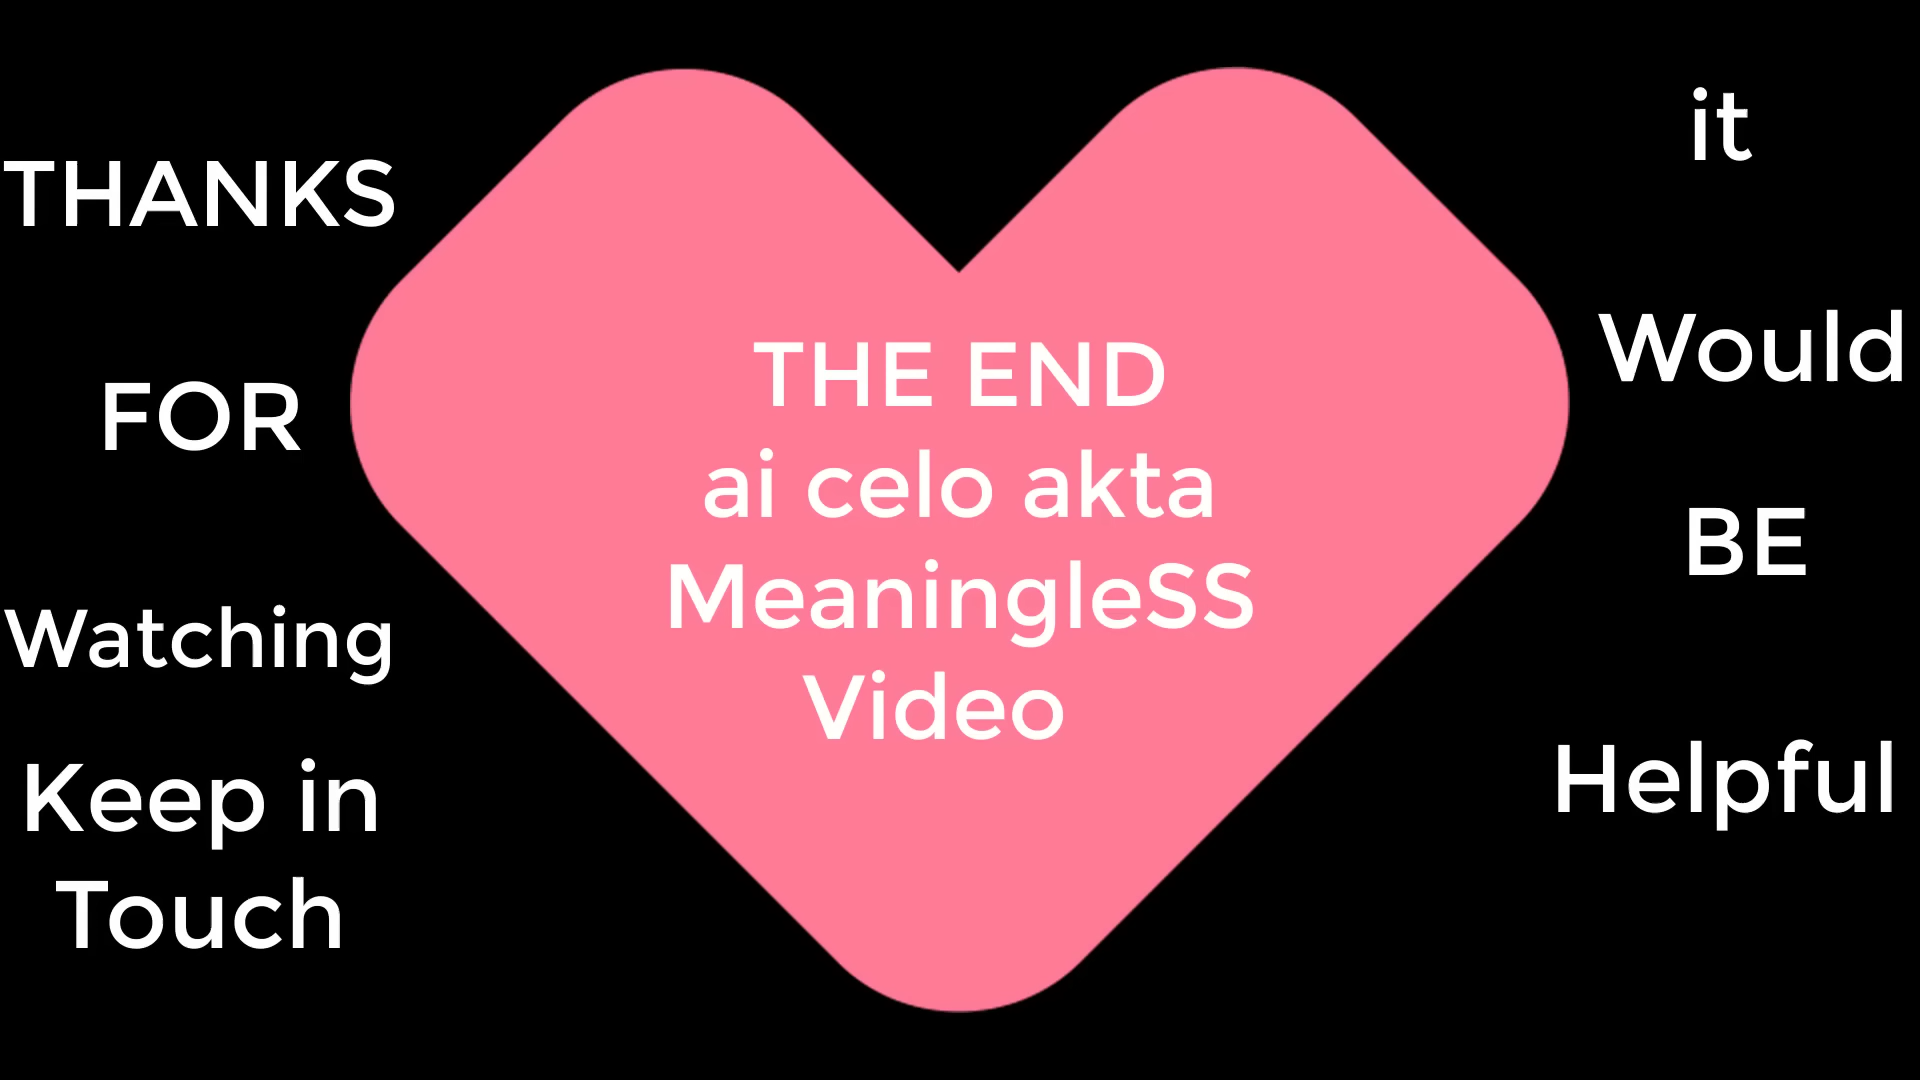 THANKS
FOR
Watching
Keep in
Touch
THE END
ai celo akta
MeaningleSS
Video
it
Would
BE
Helpful